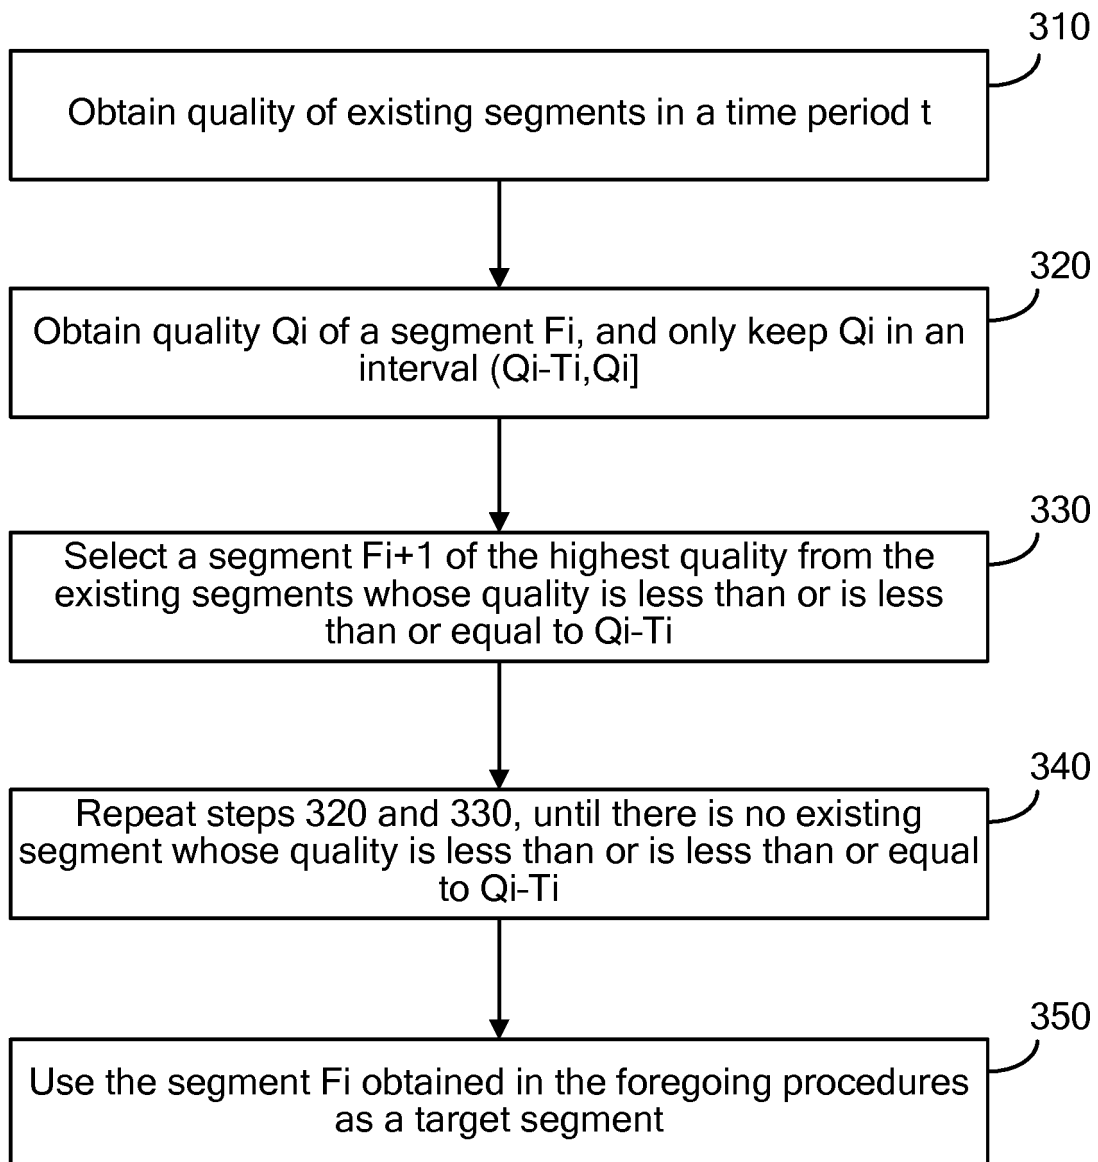 310
Obtain quality of existing segments in a time period t
320
Obtain quality Qi of a segment Fi, and only keep Qi in an
interval (Qi-Ti,Qi]
330
Select a segment Fi+1 of the highest quality from the
existing segments whose quality is less than or is less
than or equal to Qi-Ti
340
Repeat steps 320 and 330, until there is no existing
segment whose quality is less than or is less than or equal
to Qi-Ti
350
Use the segment Fi obtained in the foregoing procedures
as a target segment